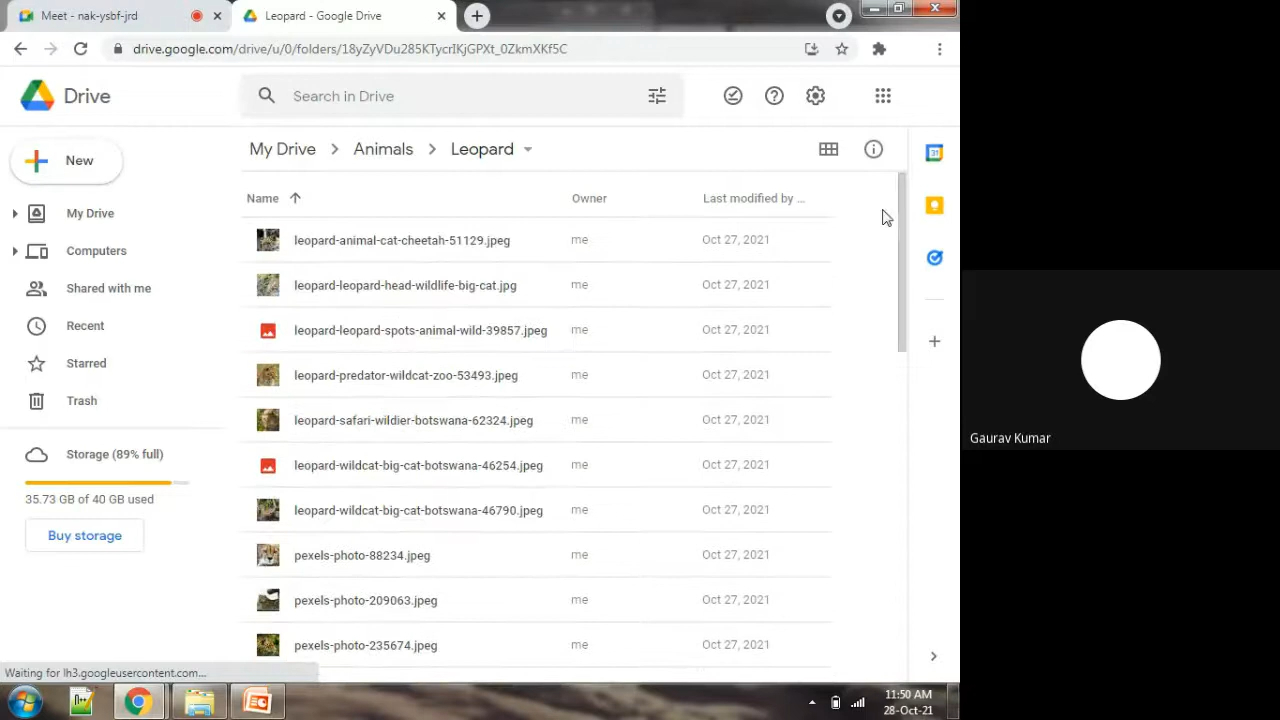 Meet - nak-ysbf-jrd
Leopard - Google Drive
drive.google.com/drive/u/0/folders/18yZyVDu285KTycrIKjGPXt_0ZkmXKf5C
Drive
Search in Drive
New
My Drive > Animals > Leopard
My Drive
Computers
Shared with me
Recent
Starred
Trash
Storage (89% full)
35.73 GB of 40 GB used
Buy storage
Name Owner Last modified by ...
leopard-animal-cat-cheetah-51129.jpeg me Oct 27, 2021
leopard-leopard-head-wildlife-big-cat.jpg me Oct 27, 2021
leopard-leopard-spots-animal-wild-39857.jpeg me Oct 27, 2021
leopard-predator-wildcat-zoo-53493.jpeg me Oct 27, 2021
leopard-safari-wildier-botswana-62324.jpeg me Oct 27, 2021
leopard-wildcat-big-cat-botswana-46254.jpeg me Oct 27, 2021
leopard-wildcat-big-cat-botswana-46790.jpeg me Oct 27, 2021
pexels-photo-88234.jpeg me Oct 27, 2021
pexels-photo-209063.jpeg me Oct 27, 2021
pexels-photo-235674.jpeg me Oct 27, 2021
31
Gaurav Kumar
Waiting for lh3.googleusercontent.com...
11:50 AM
28-Oct-21